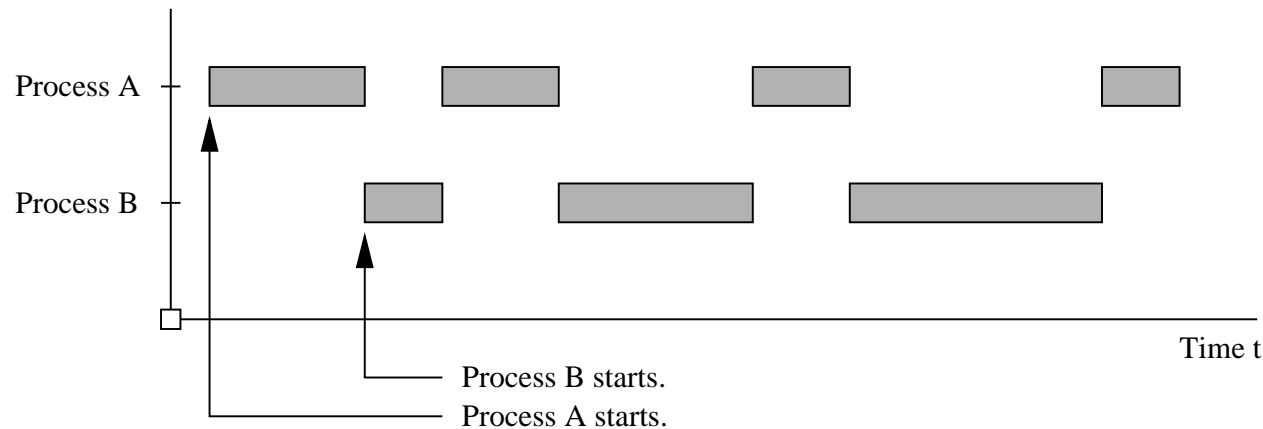 Process A
Process B
Time t
Process B starts.
Process A starts.